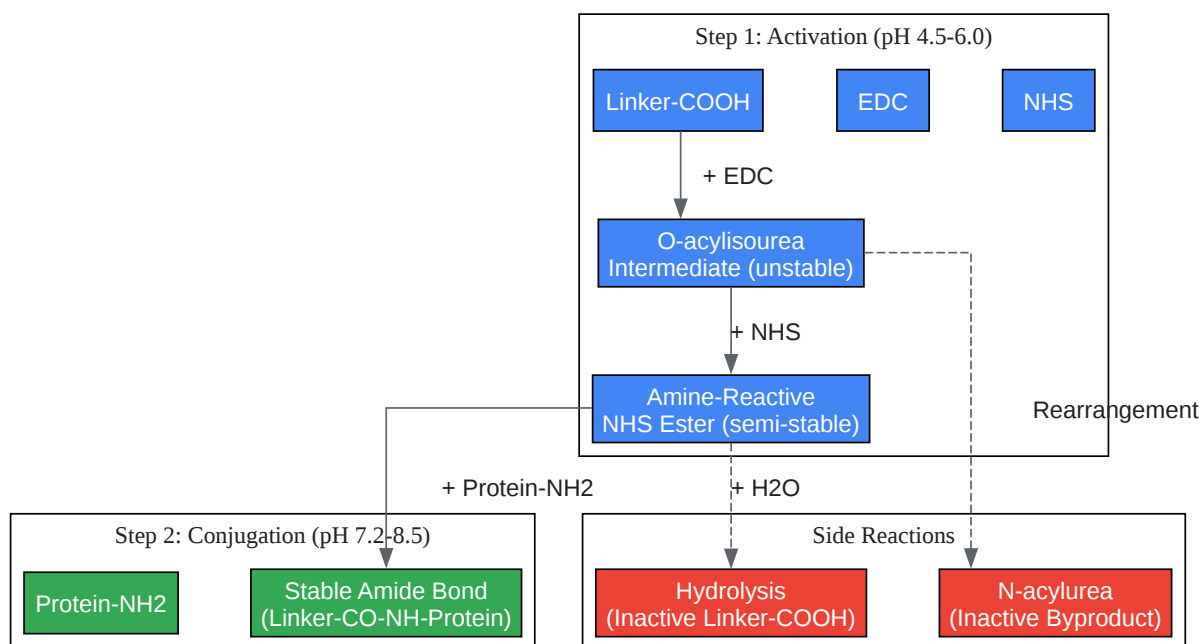 Step 1: Activation (pH 4.5-6.0)
Linker-COOH
EDC
NHS
+ EDC
O-acylisourea
Intermediate (unstable)
+ NHS
Amine-Reactive
NHS Ester (semi-stable)
Rearrangement
+ Protein-NH2
+ H2O
Step 2: Conjugation (pH 7.2-8.5)
Protein-NH2
Stable Amide Bond
(Linker-CO-NH-Protein)
Side Reactions
Hydrolysis
(Inactive Linker-COOH)
N-acylurea
(Inactive Byproduct)